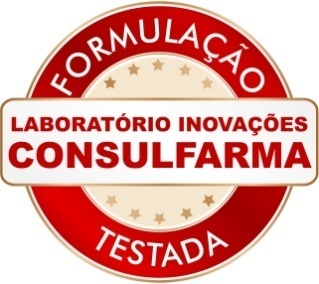 FORMULAÇÃO
LABORATÓRIO INOVAÇÕES
CONSULFARMA
TESTADA